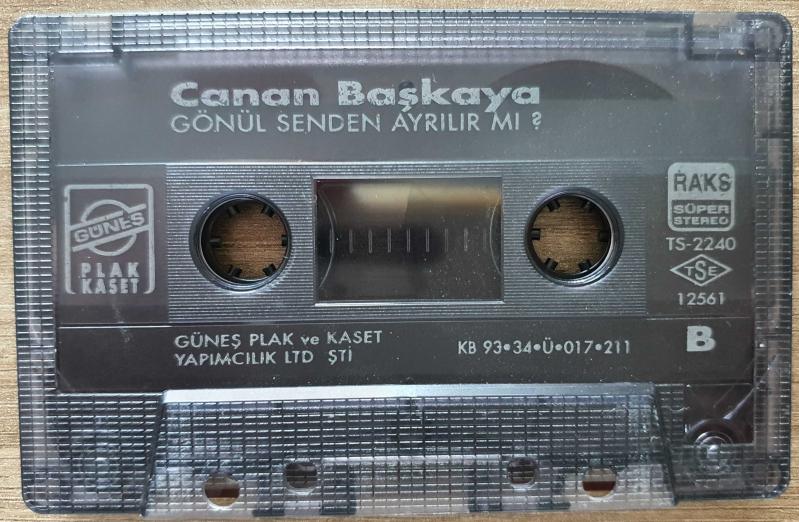 Canan Başkaya
GÖNÜL SENDEN AYRILIR MI ?
GÜNEŞ
PLAK
KASET
RAKS
SÜPER
STEREO
TS-2240
TSE
12561
GÜNEŞ PLAK ve KASET
YAPIMCILIK LTD ŞTİ
KB 93•34•Ü•017•211
B